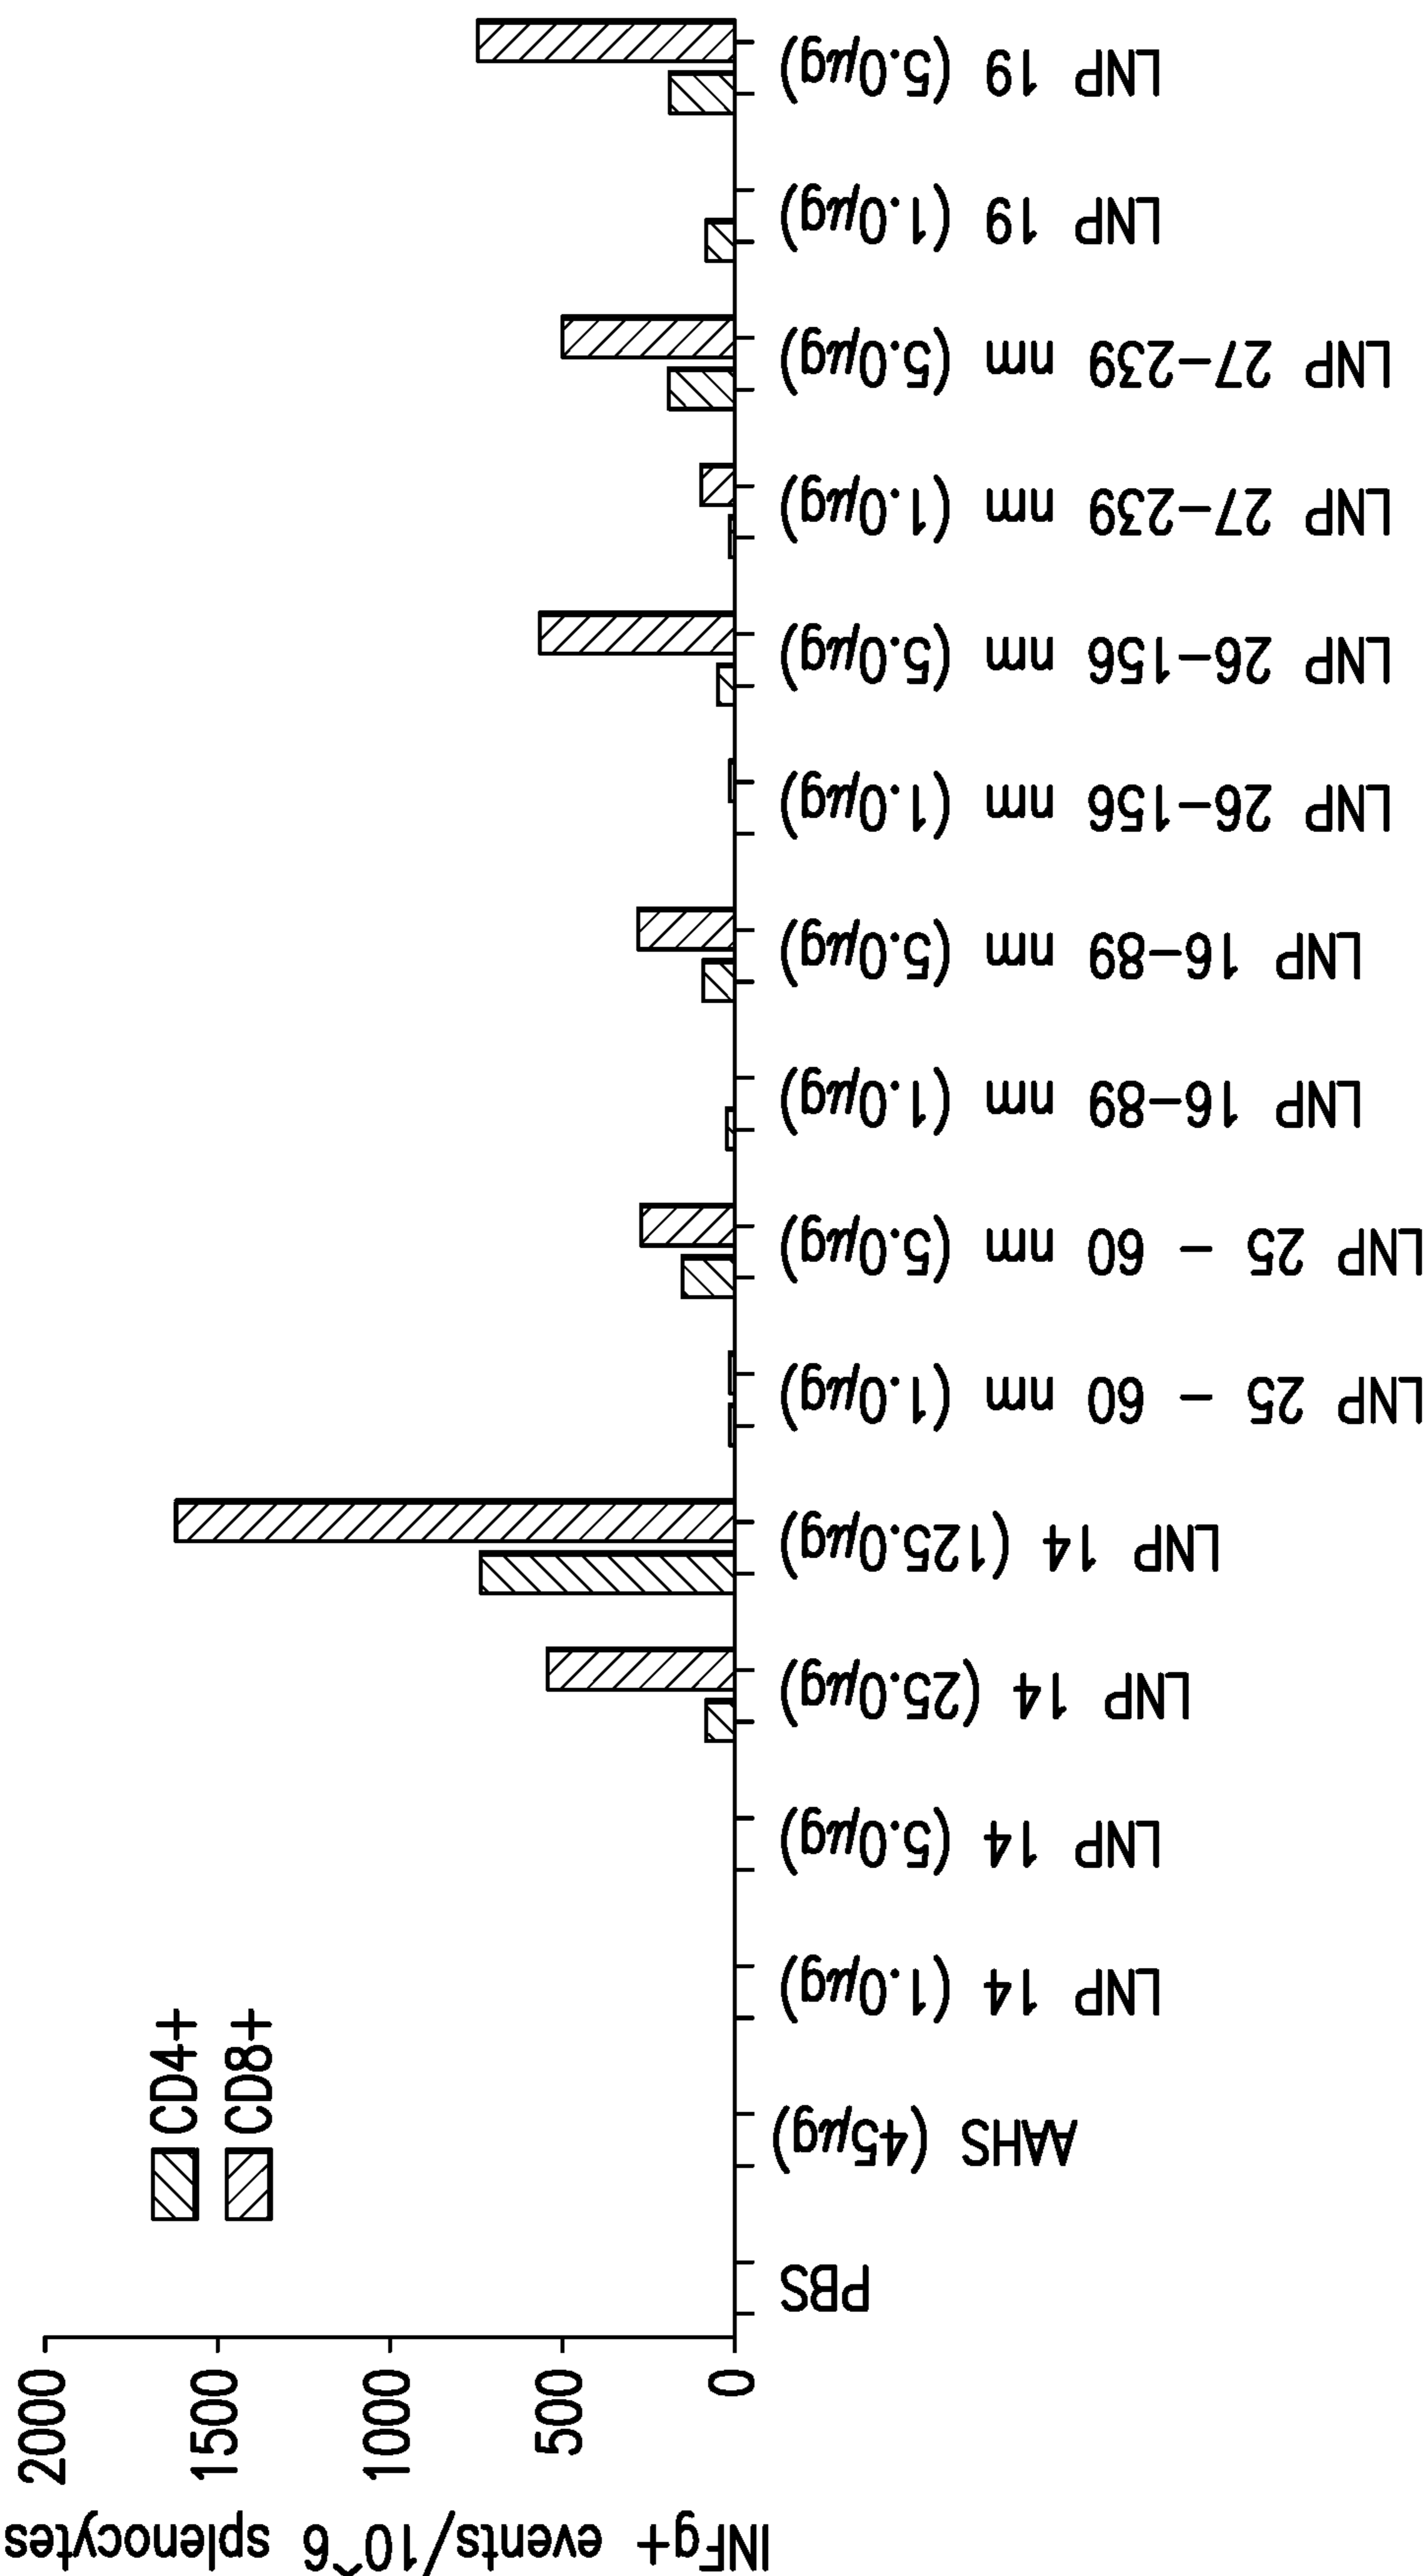 INFg+ events/10^6 splenocytes
2000
1500
1000
500
0
CD4+
CD8+
PBS
AAHS (45µg)
LNP 14 (1.0µg)
LNP 14 (5.0µg)
LNP 14 (25.0µg)
LNP 14 (125.0µg)
LNP 25 - 60 nm (1.0µg)
LNP 25 - 60 nm (5.0µg)
LNP 16-89 nm (1.0µg)
LNP 16-89 nm (5.0µg)
LNP 26-156 nm (1.0µg)
LNP 26-156 nm (5.0µg)
LNP 27-239 nm (1.0µg)
LNP 27-239 nm (5.0µg)
LNP 19 (1.0µg)
LNP 19 (5.0µg)